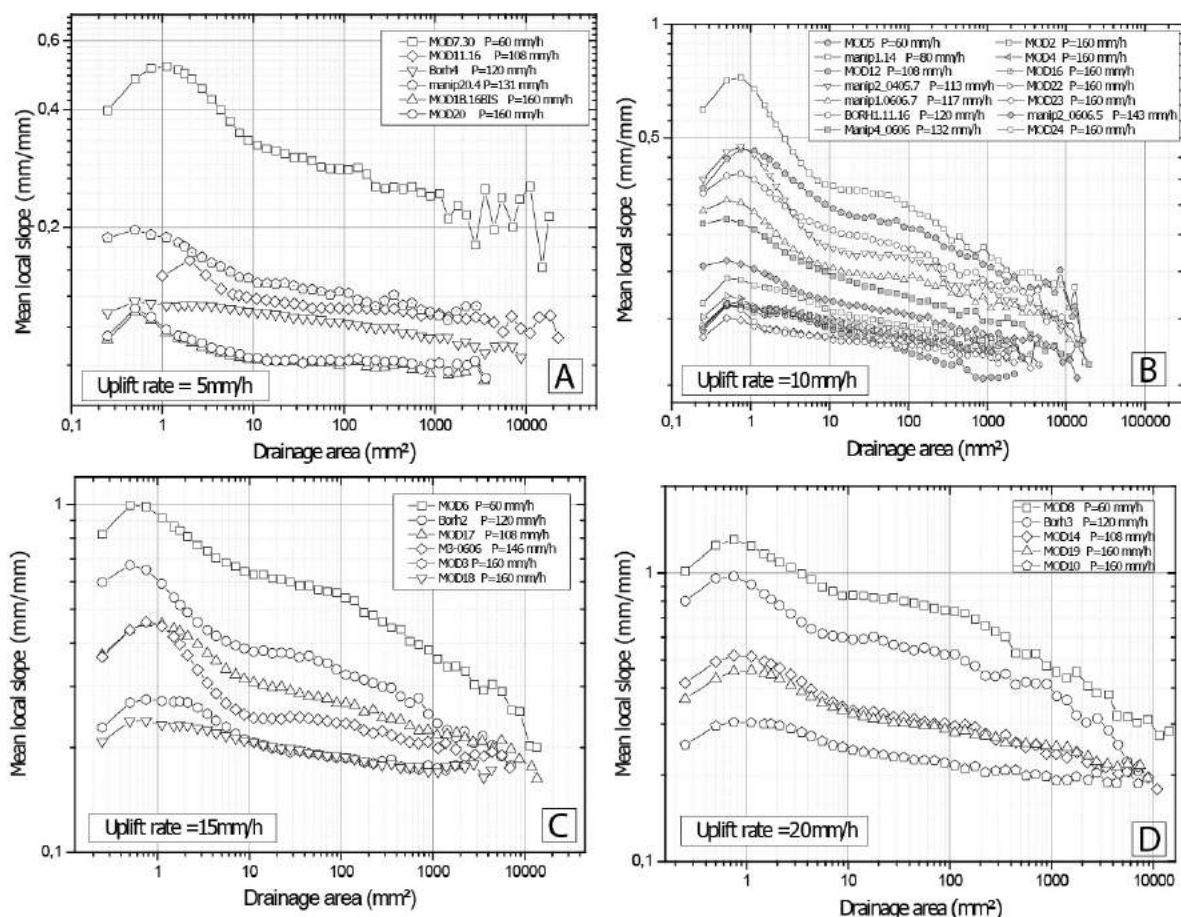 0,6
0,4
0,2
Mean local slope (mm/mm)
MOD7.30 P=60 mm/h
MOD11.16 P=108 mm/h
Borh4 P=120 mm/h
manip20.4 P=131 mm/h
MOD18.16BIS P=160 mm/h
MOD20 P=160 mm/h
Uplift rate = 5mm/h
A
0,1 1 10 100 1000 10000
Drainage area (mm²)
1
0,5
Mean local slope (mm/mm)
MOD5 P=60 mm/h MOD2 P=160 mm/h
manip1.14 P=80 mm/h MOD4 P=160 mm/h
MOD12 P=108 mm/h MOD16 P=160 mm/h
manip2_0405.7 P=113 mm/h MOD22 P=160 mm/h
manip1.0606.7 P=117 mm/h MOD23 P=160 mm/h
BORH1.11.16 P=120 mm/h manip2_0606.5 P=143 mm/h
Manip4_0606 P=132 mm/h MOD24 P=160 mm/h
Uplift rate =10mm/h
B
0,1 1 10 100 1000 10000 100000
Drainage area (mm²)
1
0,1
Mean local slope (mm/mm)
MOD6 P=60 mm/h
Borh2 P=120 mm/h
MOD17 P=108 mm/h
M3-0606 P=146 mm/h
MOD3 P=160 mm/h
MOD18 P=160 mm/h
Uplift rate =15mm/h
C
1 10 100 1000 10000
Drainage area (mm²)
1
0,1
Mean local slope (mm/mm)
MOD8 P=60 mm/h
Borh3 P=120 mm/h
MOD14 P=108 mm/h
MOD19 P=160 mm/h
MOD10 P=160 mm/h
Uplift rate =20mm/h
D
1 10 100 1000 10000
Drainage area (mm²)